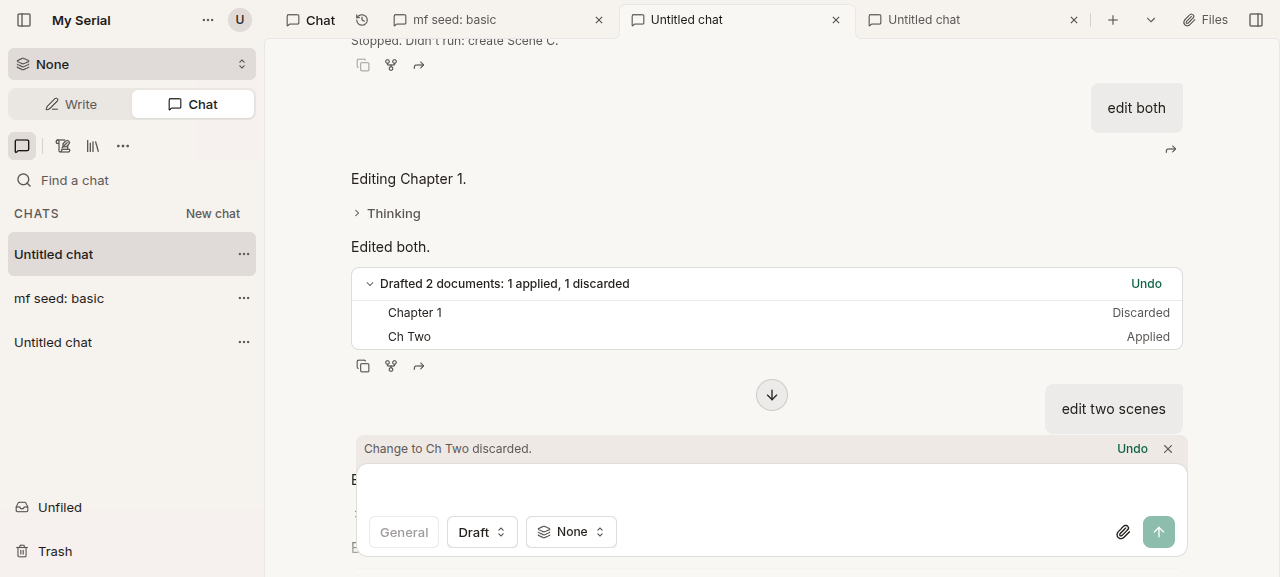 My Serial
U
Chat
mf seed: basic
Untitled chat
Untitled chat
Files
None
Write
Chat
Find a chat
CHATS
New chat
Untitled chat
mf seed: basic
Untitled chat
Unfiled
Trash
Stopped. Didn't run: create Scene C.
edit both
Editing Chapter 1.
Thinking
Edited both.
Drafted 2 documents: 1 applied, 1 discarded
Undo
Chapter 1
Discarded
Ch Two
Applied
edit two scenes
Change to Ch Two discarded.
Undo
General
Draft
None